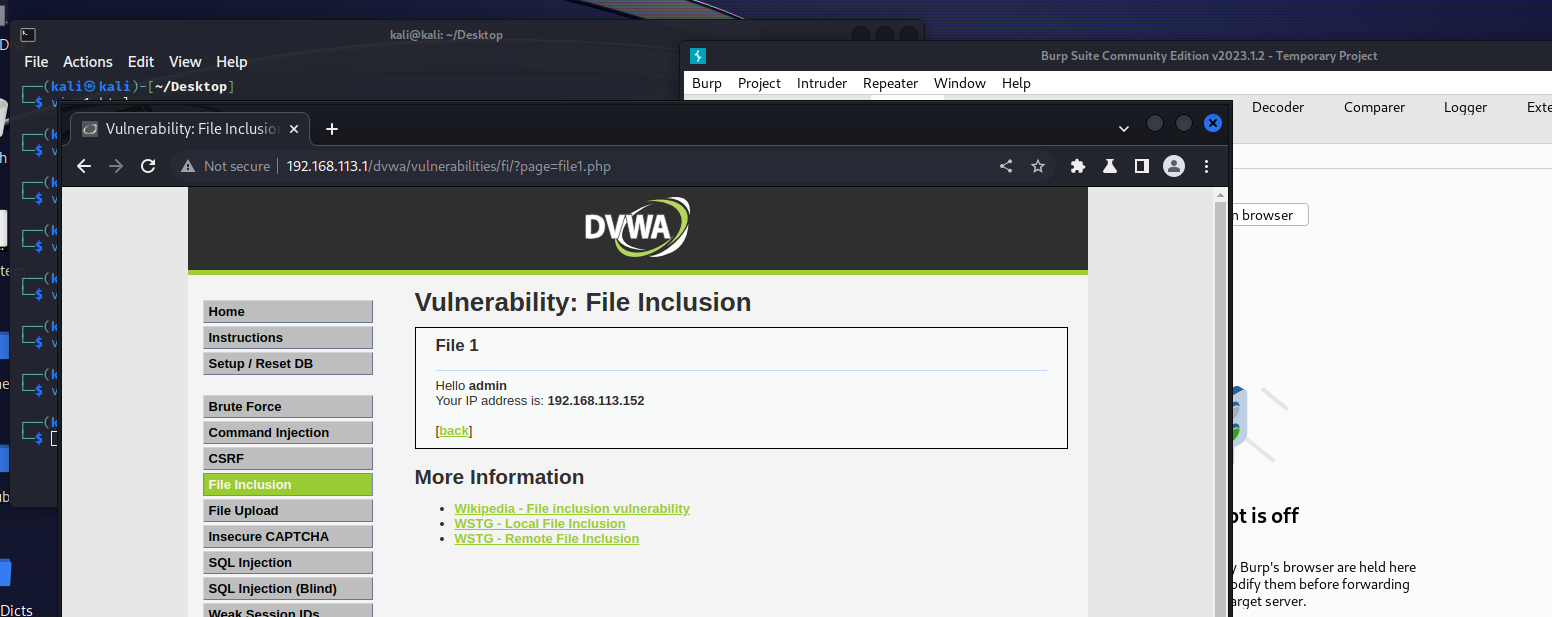 kali@kali: ~/Desktop
File Actions Edit View Help
(kali㉿kali)-[~/Desktop]
$
Burp Suite Community Edition v2023.1.2 - Temporary Project
Burp Project Intruder Repeater Window Help
Decoder Comparer Logger Exte
Vulnerability: File Inclusio
Not secure 192.168.113.1/dvwa/vulnerabilities/fi/?page=file1.php
DVWA
Home
Instructions
Setup / Reset DB
Brute Force
Command Injection
CSRF
File Inclusion
File Upload
Insecure CAPTCHA
SQL Injection
SQL Injection (Blind)
Weak Session IDs
Vulnerability: File Inclusion
File 1
Hello admin
Your IP address is: 192.168.113.152
[back]
More Information
Wikipedia - File inclusion vulnerability
WSTG - Local File Inclusion
WSTG - Remote File Inclusion
browser
is off
Burp's browser are held here
them before forwarding
server.
Dicts